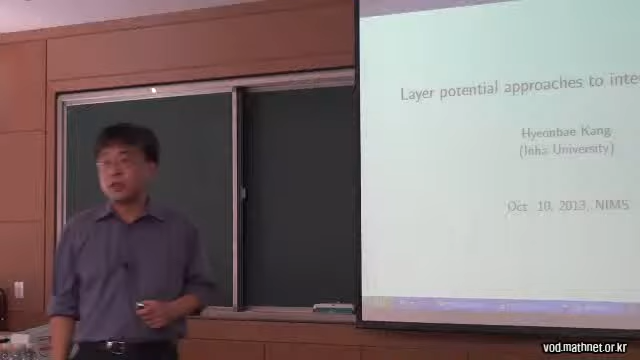 Layer potential approaches to inte
Hyeonbae Kang
(Inha University)
Oct. 10, 2013, NIMS
vod.mathnet.or.kr